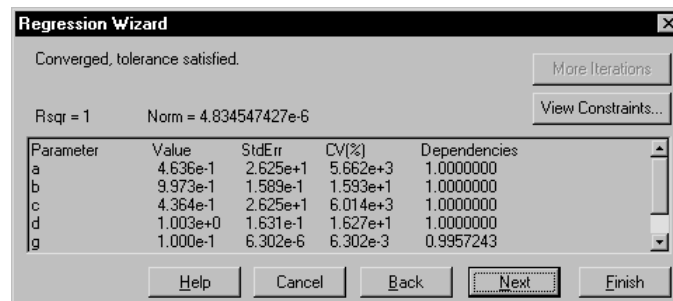 Regression Wizard
Converged, tolerance satisfied.
More Iterations
Rsqr = 1 Norm = 4.834547427e-6
View Constraints...
Parameter Value StdErr CV(%) Dependencies
a 4.636e-1 2.625e+1 5.662e+3 1.0000000
b 9.973e-1 1.589e-1 1.593e+1 1.0000000
c 4.364e-1 2.625e+1 6.014e+3 1.0000000
d 1.003e+0 1.631e-1 1.627e+1 1.0000000
g 1.000e-1 6.302e-6 6.302e-3 0.9957243
Help Cancel Back Next Finish